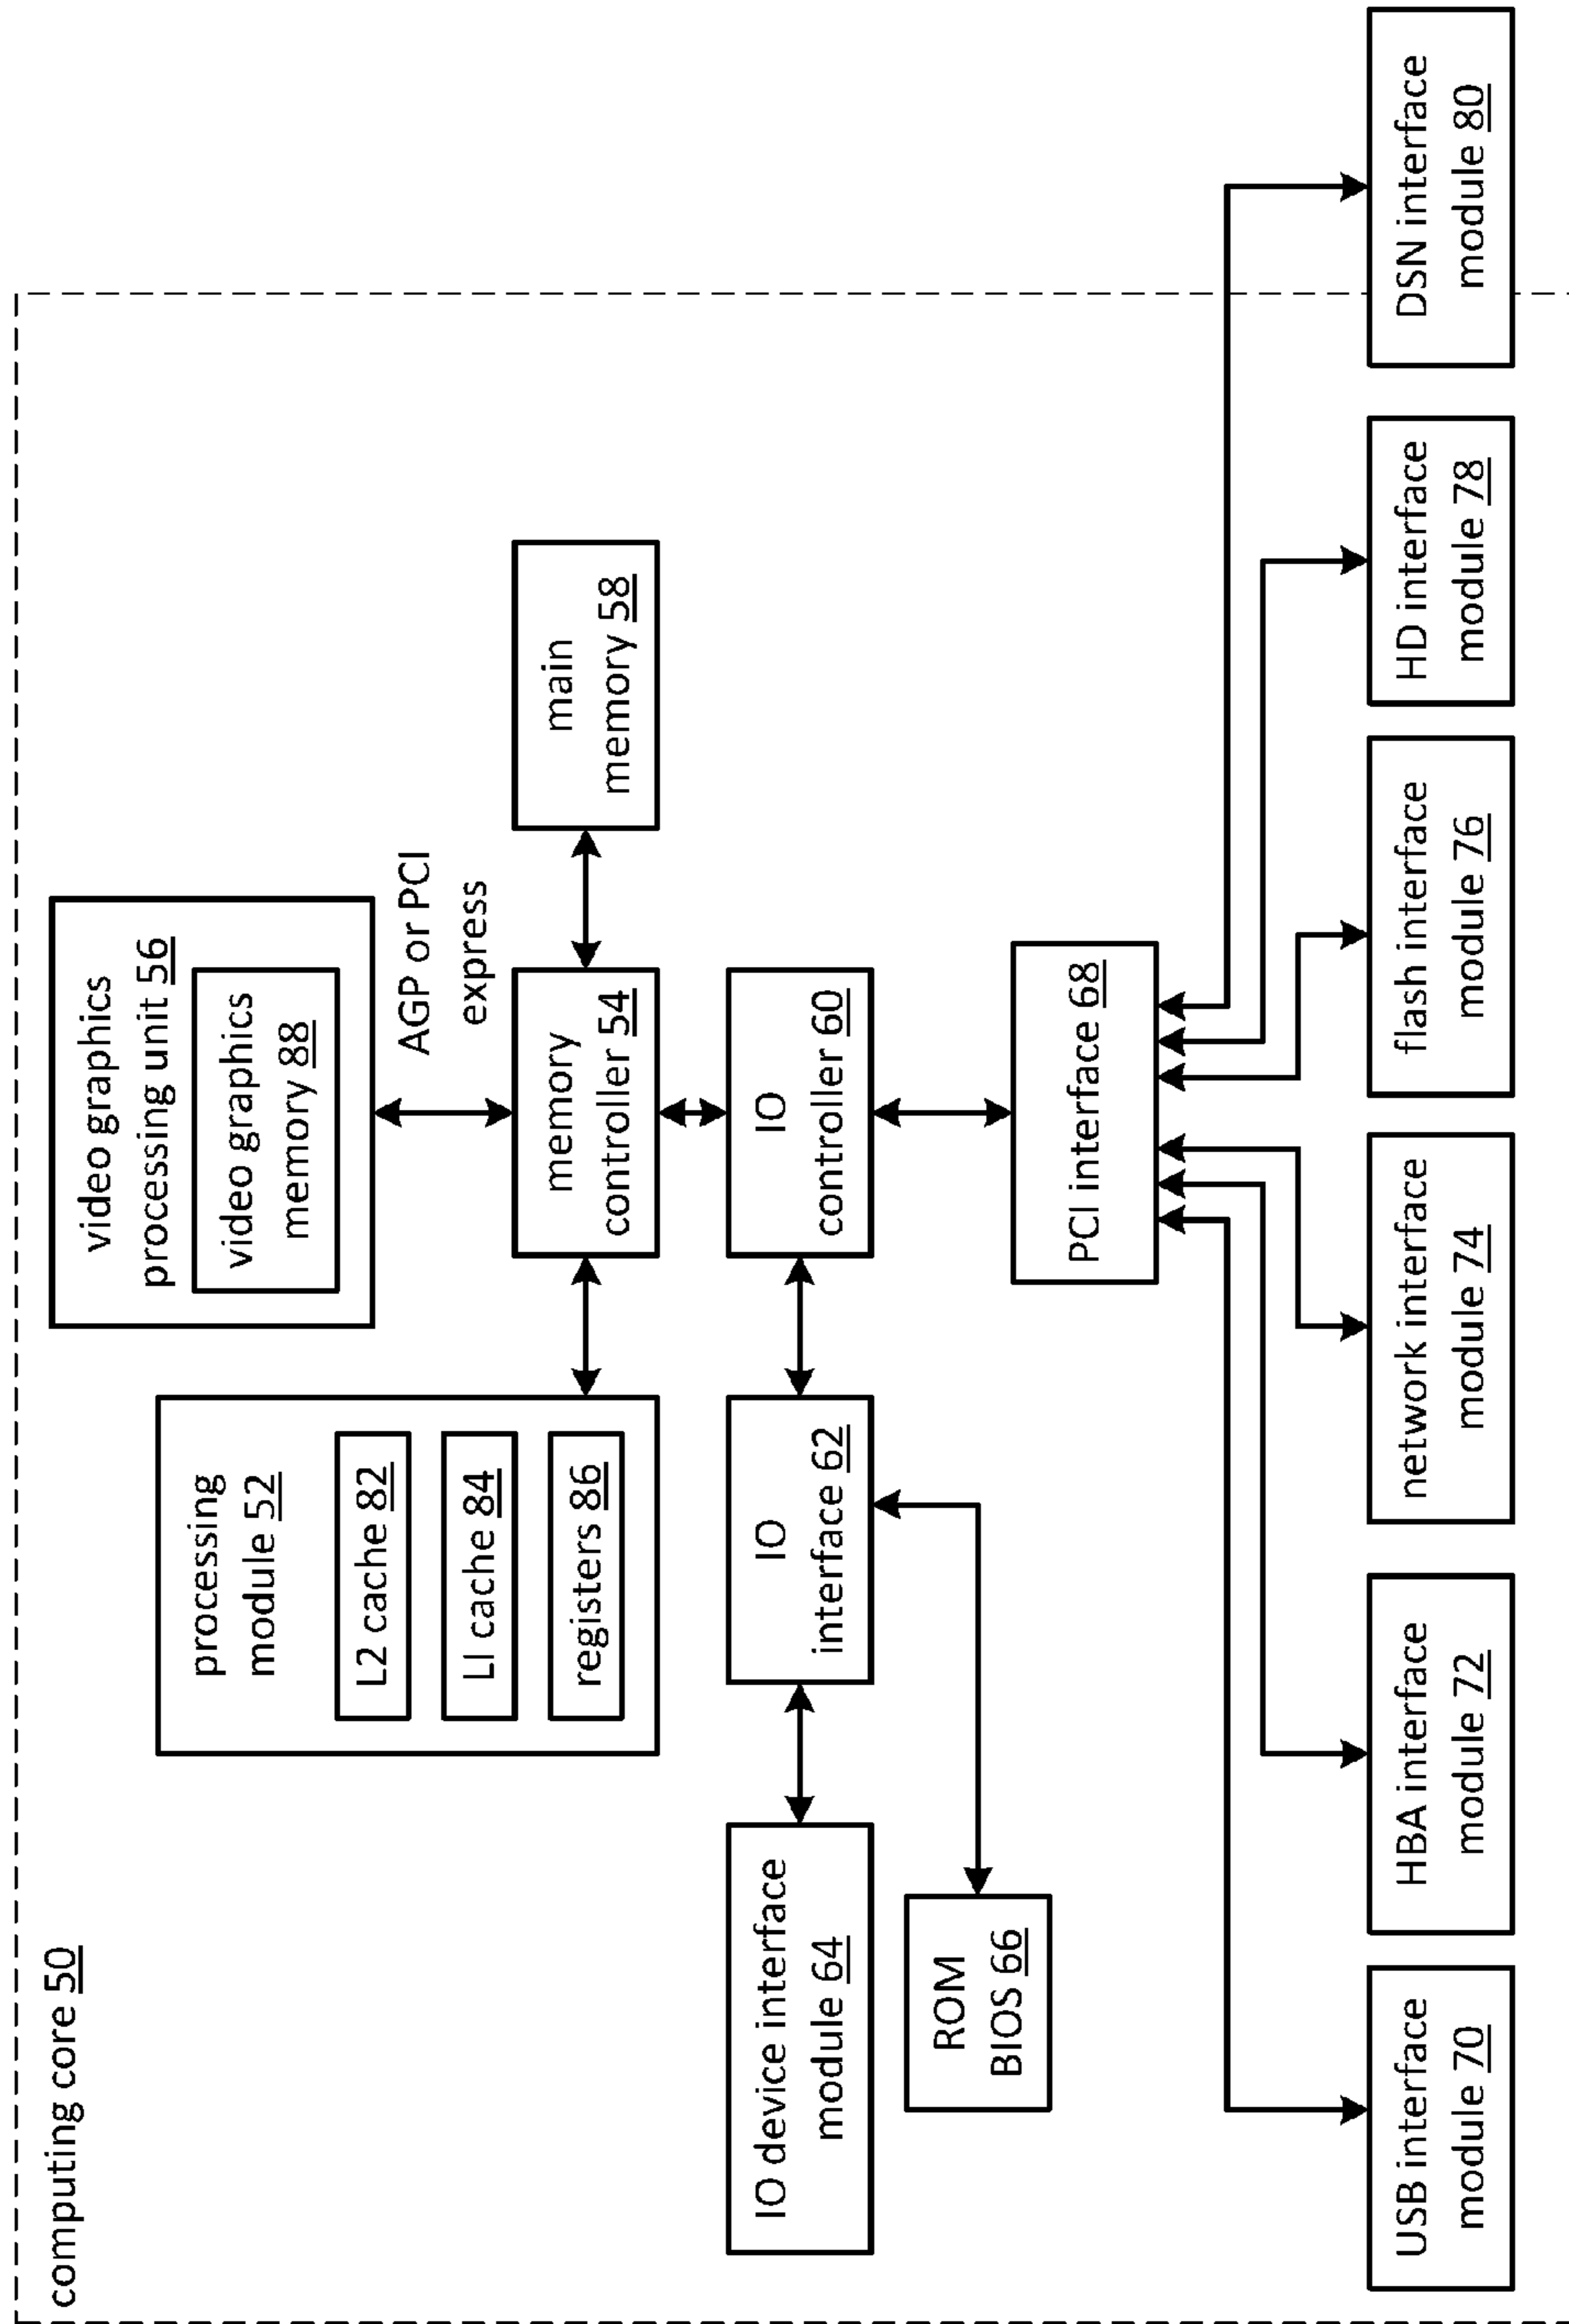 computing core 50
video graphics
processing unit 56
video graphics
memory 88
processing
module 52
L2 cache 82
LI cache 84
registers 86
AGP or PCI
express
memory
controller 54
main
memory 58
IO device interface
module 64
IO
interface 62
IO
controller 60
ROM
BIOS 66
PCI interface 68
USB interface
module 70
HBA interface
module 72
network interface
module 74
flash interface
module 76
HD interface
module 78
DSN interface
module 80